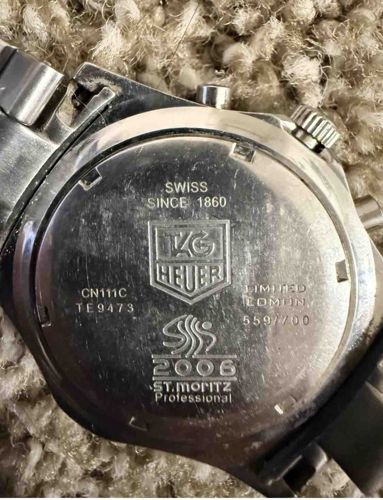 SWISS
SINCE 1860
TAG
HEUER
CN111C
TE9473
LIMITED
EDITION
559/700
2006
ST.MORITZ
Professional